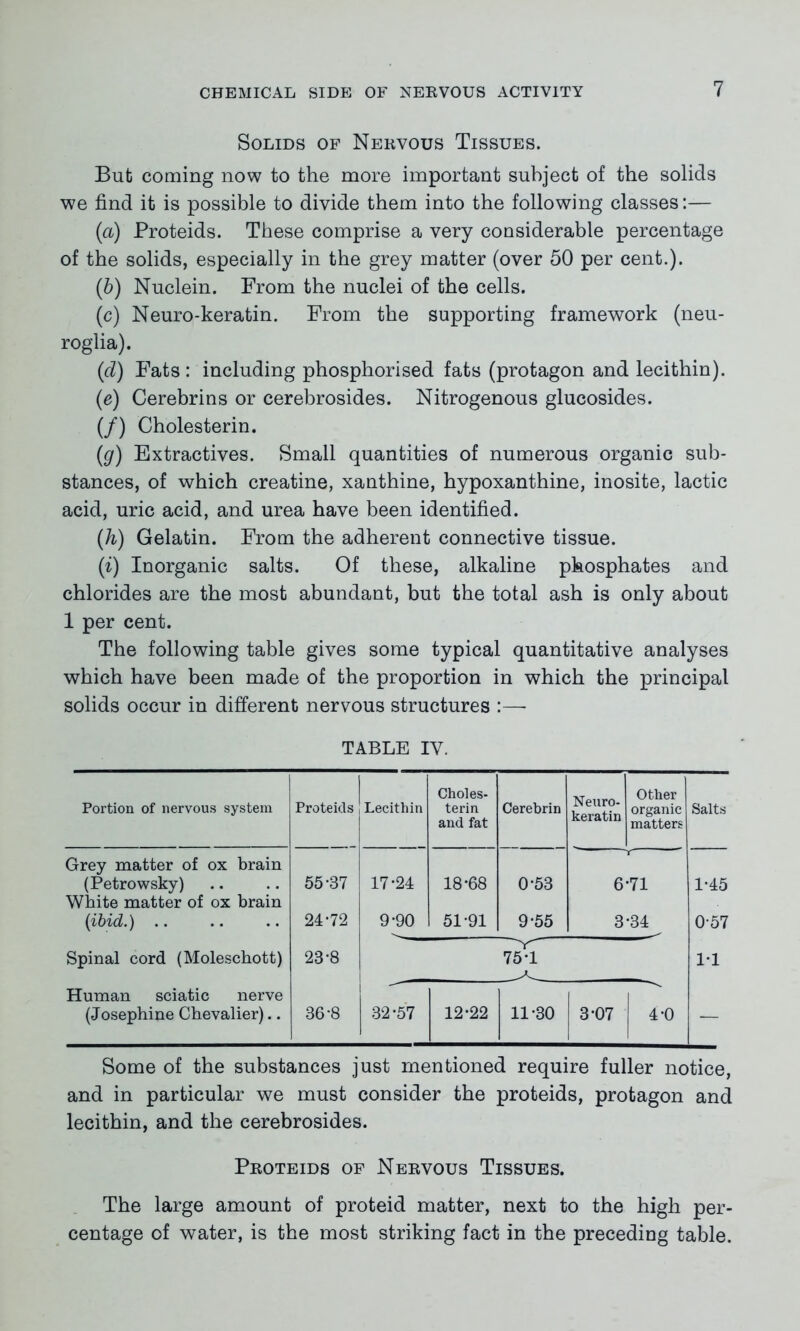 CHEMICAL SIDE OF NERVOUS ACTIVITY 7
SOLIDS OF NERVOUS TISSUES.
But coming now to the more important subject of the solids
we find it is possible to divide them into the following classes:—
(a) Proteids. These comprise a very considerable percentage
of the solids, especially in the grey matter (over 50 per cent.).
(b) Nuclein. From the nuclei of the cells.
(c) Neuro-keratin. From the supporting framework (neu-
roglia).
(d) Fats : including phosphorised fats (protagon and lecithin).
(e) Cerebrins or cerebrosides. Nitrogenous glucosides.
(f) Cholesterin.
(g) Extractives. Small quantities of numerous organic sub-
stances, of which creatine, xanthine, hypoxanthine, inosite, lactic
acid, uric acid, and urea have been identified.
(h) Gelatin. From the adherent connective tissue.
(i) Inorganic salts. Of these, alkaline phosphates and
chlorides are the most abundant, but the total ash is only about
1 per cent.
The following table gives some typical quantitative analyses
which have been made of the proportion in which the principal
solids occur in different nervous structures :—
TABLE IV.
Portion of nervous system | Proteids | Lecithin | Choles-terin and fat | Cerebrin | Neuro-keratin | Other organic matters | Salts
Grey matter of ox brain
(Petrowsky) .. .. 55·37 17·24 18·68 0·53 6·71 1·45
White matter of ox brain
(ibid.) .. .. .. 24·72 9·90 51·91 9·55 3·34 0·57
Spinal cord (Moleschott) 23·8 75·1 1·1
Human sciatic nerve
(Josephine Chevalier).. 36·8 32·57 12·22 11·30 3·07 4·0 —
Some of the substances just mentioned require fuller notice,
and in particular we must consider the proteids, protagon and
lecithin, and the cerebrosides.
PROTEIDS OF NERVOUS TISSUES.
The large amount of proteid matter, next to the high per-
centage of water, is the most striking fact in the preceding table.